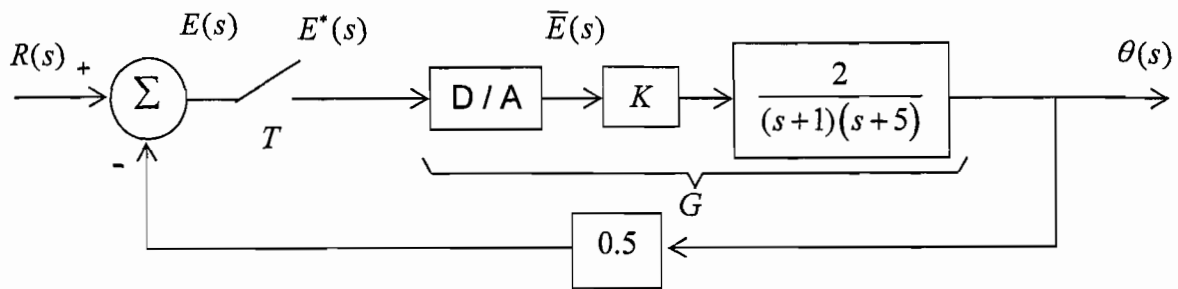 E(s)
E*(s)
Ē(s)
θ(s)
R(s)
+
Σ
D / A
K
2
(s+1)(s+5)
T
-
G
0.5